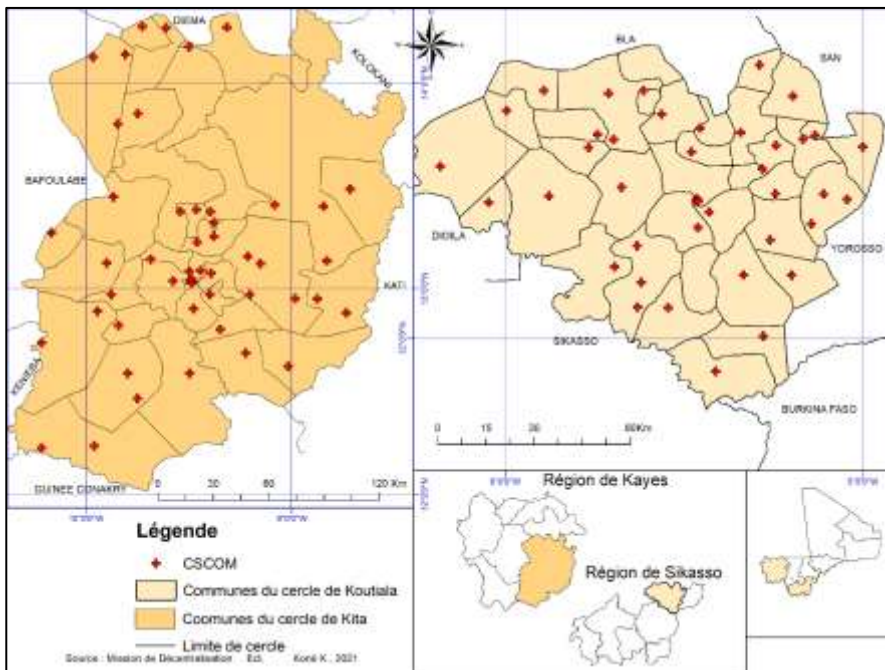 DIEMA
KOLOKANI
BAFOULABE
KATI
KENIEBA
GUINEE CONAKRY
0 30 60 120 Km
BLA
SAN
DIOILA
YOROSSO
SIKASSO
BURKINA FASO
0 15 30 60Km
Légende
CSCOM
Communes du cercle de Koutiala
Coomunes du cercle de Kita
Limite de cercle
Source : Mission de Décentralisation Koné K., 2021
Région de Kayes
Région de Sikasso